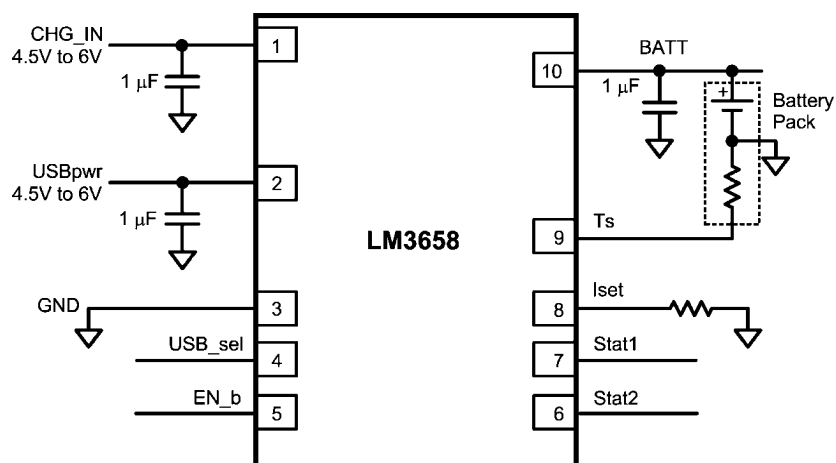 CHG_IN
4.5V to 6V
1 µF
1
USBpwr
4.5V to 6V
1 µF
2
GND
3
USB_sel
4
EN_b
5
LM3658
10
BATT
1 µF
+
Battery
Pack
9
Ts
8
Iset
7
Stat1
6
Stat2